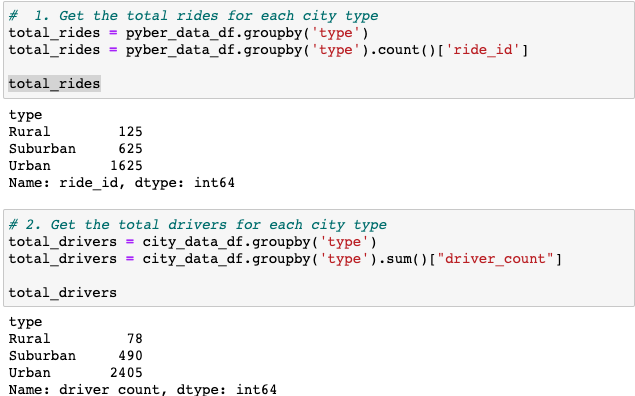 #  1. Get the total rides for each city type
total_rides = pyber_data_df.groupby('type')
total_rides = pyber_data_df.groupby('type').count()['ride_id']
total_rides
type
Rural 125
Suburban 625
Urban 1625
Name: ride_id, dtype: int64
# 2. Get the total drivers for each city type
total_drivers = city_data_df.groupby('type')
total_drivers = city_data_df.groupby('type').sum()["driver_count"]
total_drivers
type
Rural 78
Suburban 490
Urban 2405
Name: driver_count, dtype: int64